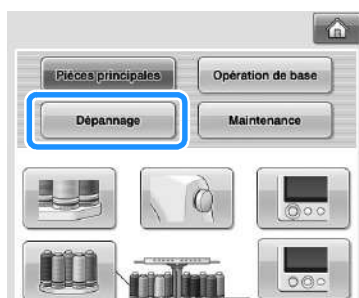 Pièces principales
Opération de base
Dépannage
Maintenance